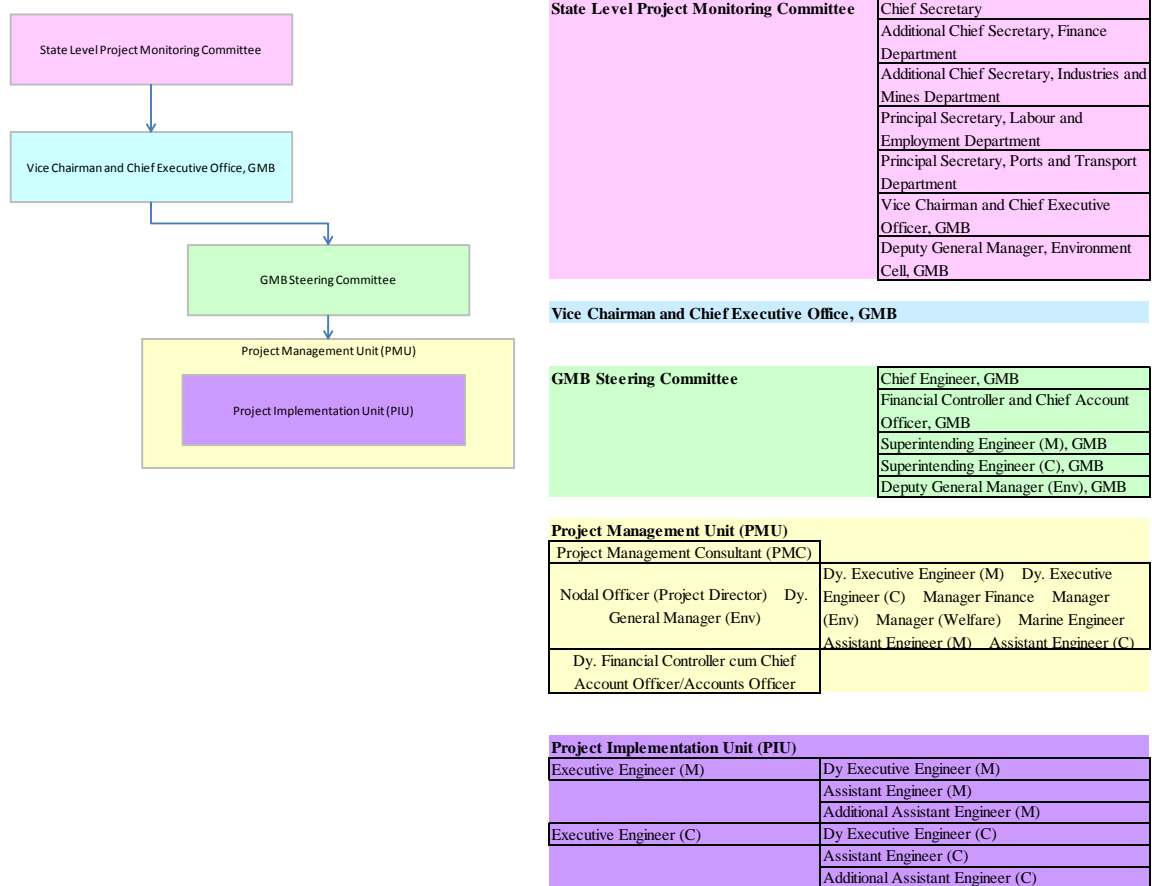 State Level Project Monitoring Committee
Vice Chairman and Chief Executive Office, GMB
GMB Steering Committee
Project Management Unit (PMU)
Project Implementation Unit (PIU)
State Level Project Monitoring Committee
Chief Secretary
Additional Chief Secretary, Finance
Department
Additional Chief Secretary, Industries and
Mines Department
Principal Secretary, Labour and
Employment Department
Principal Secretary, Ports and Transport
Department
Vice Chairman and Chief Executive
Officer, GMB
Deputy General Manager, Environment
Cell, GMB
Vice Chairman and Chief Executive Office, GMB
GMB Steering Committee
Chief Engineer, GMB
Financial Controller and Chief Account
Officer, GMB
Superintending Engineer (M), GMB
Superintending Engineer (C), GMB
Deputy General Manager (Env), GMB
Project Management Unit (PMU)
Project Management Consultant (PMC)
Nodal Officer (Project Director) Dy.
General Manager (Env)
Dy. Executive Engineer (M) Dy. Executive
Engineer (C) Manager Finance Manager
(Env) Manager (Welfare) Marine Engineer
Assistant Engineer (M) Assistant Engineer (C)
Dy. Financial Controller cum Chief
Account Officer/Accounts Officer
Project Implementation Unit (PIU)
Executive Engineer (M)
Dy Executive Engineer (M)
Assistant Engineer (M)
Additional Assistant Engineer (M)
Executive Engineer (C)
Dy Executive Engineer (C)
Assistant Engineer (C)
Additional Assistant Engineer (C)